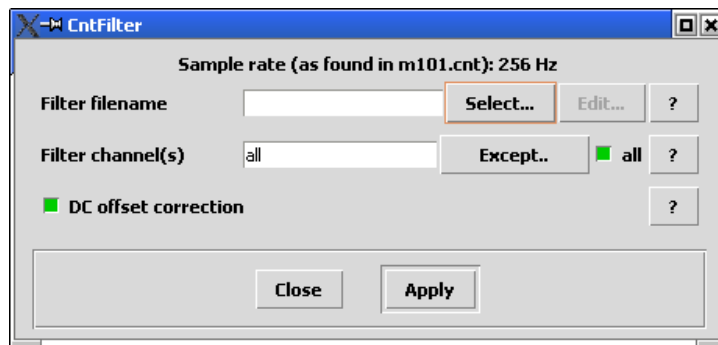 CntFilter
Sample rate (as found in m101.cnt): 256 Hz
Filter filename Select... Edit... ?
Filter channel(s) all Except.. all ?
DC offset correction ?
Close Apply